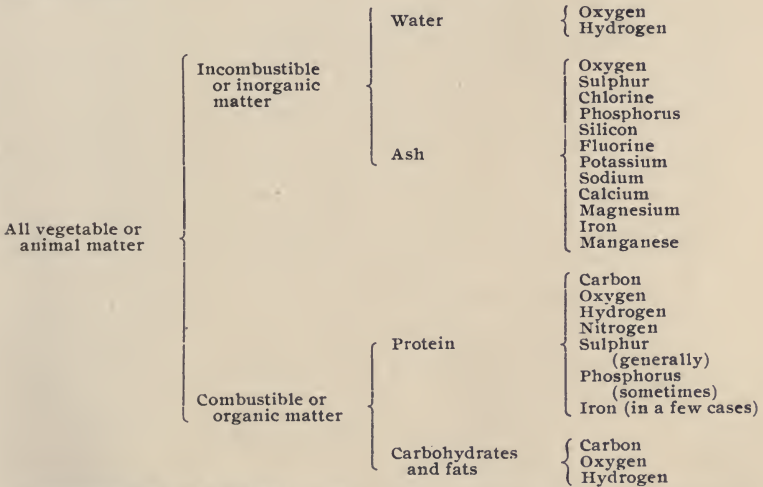 All vegetable or
animal matter
Incombustible
or inorganic
matter
Water
Oxygen
Hydrogen
Ash
Oxygen
Sulphur
Chlorine
Phosphorus
Silicon
Fluorine
Potassium
Sodium
Calcium
Magnesium
Iron
Manganese
Combustible or
organic matter
Protein
Carbon
Oxygen
Hydrogen
Nitrogen
Sulphur
(generally)
Phosphorus
(sometimes)
Iron (in a few cases)
Carbohydrates
and fats
Carbon
Oxygen
Hydrogen